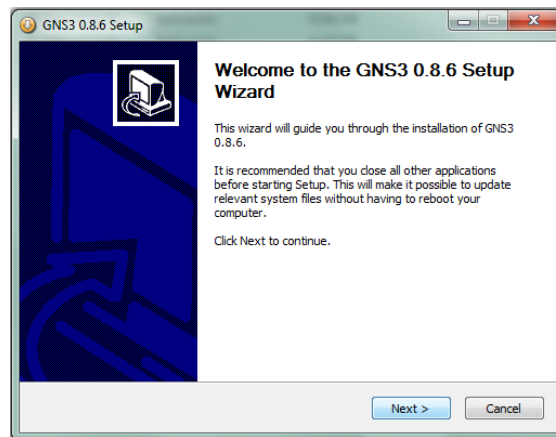 GNS3 0.8.6 Setup
Welcome to the GNS3 0.8.6 Setup
Wizard
This wizard will guide you through the installation of GNS3
0.8.6.
It is recommended that you close all other applications
before starting Setup. This will make it possible to update
relevant system files without having to reboot your
computer.
Click Next to continue.
Next >
Cancel